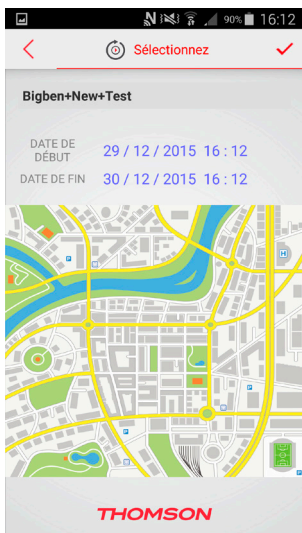 90% 16:12
Sélectionnez
Bigben+New+Test
DATE DE
DÉBUT
29 / 12 / 2015 16 : 12
DATE DE FIN
30 / 12 / 2015 16 : 12
P
H
P
P
P
THOMSON